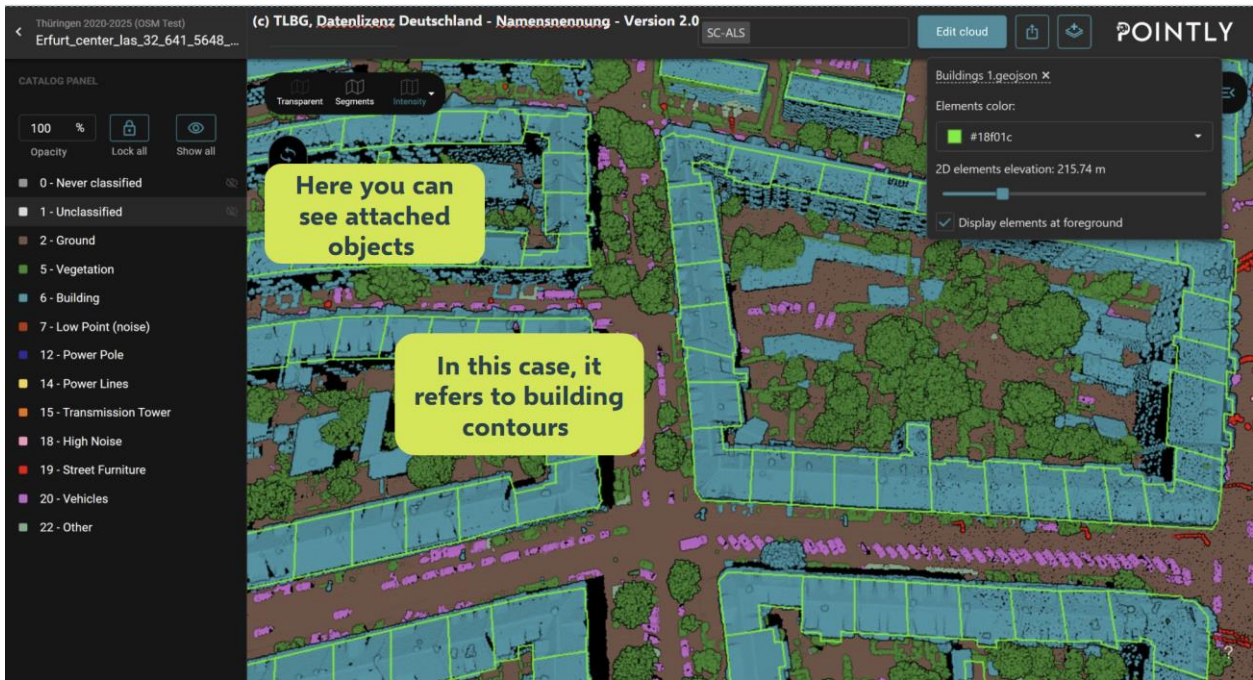 Thüringen 2020-2025 (OSM Test)
Erfurt_center_las_32_641_5648_...
(c) TLBG, Datenlizenz Deutschland - Namensnennung - Version 2.0
SC-ALS
Edit cloud
POINTLY
CATALOG PANEL
100 %
Opacity
Lock all
Show all
0 - Never classified
1 - Unclassified
2 - Ground
5 - Vegetation
6 - Building
7 - Low Point (noise)
12 - Power Pole
14 - Power Lines
15 - Transmission Tower
18 - High Noise
19 - Street Furniture
20 - Vehicles
22 - Other
Transparent
Segments
Intensity
Here you can
see attached
objects
In this case, it
refers to building
contours
Buildings 1.geojson ×
Elements color:
#18f01c
2D elements elevation: 215.74 m
Display elements at foreground
?